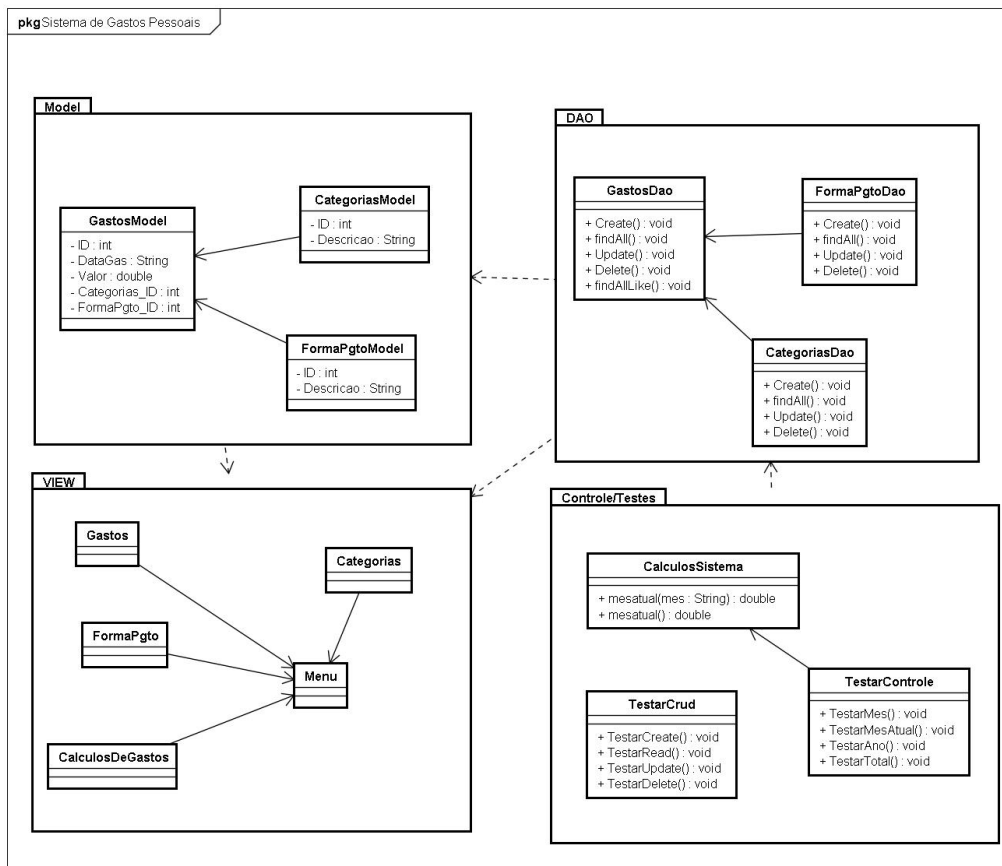 pkg Sistema de Gastos Pessoais
Model
GastosModel
- ID : int
- DataGas : String
- Valor : double
- Categorias_ID : int
- FormaPgto_ID : int
CategoriasModel
- ID : int
- Descricao : String
FormaPgtoModel
- ID : int
- Descricao : String
DAO
GastosDao
+ Create() : void
+ findAll() : void
+ Update() : void
+ Delete() : void
+ findAllLike() : void
FormaPgtoDao
+ Create() : void
+ findAll() : void
+ Update() : void
+ Delete() : void
CategoriasDao
+ Create() : void
+ findAll() : void
+ Update() : void
+ Delete() : void
VIEW
Gastos
Categorias
FormaPgto
Menu
CalculosDeGastos
Controle/Testes
CalculosSistema
+ mesatual(mes : String) : double
+ mesatual() : double
TestarControle
+ TestarMes() : void
+ TestarMesAtual() : void
+ TestarAno() : void
+ TestarTotal() : void
TestarCrud
+ TestarCreate() : void
+ TestarRead() : void
+ TestarUpdate() : void
+ TestarDelete() : void